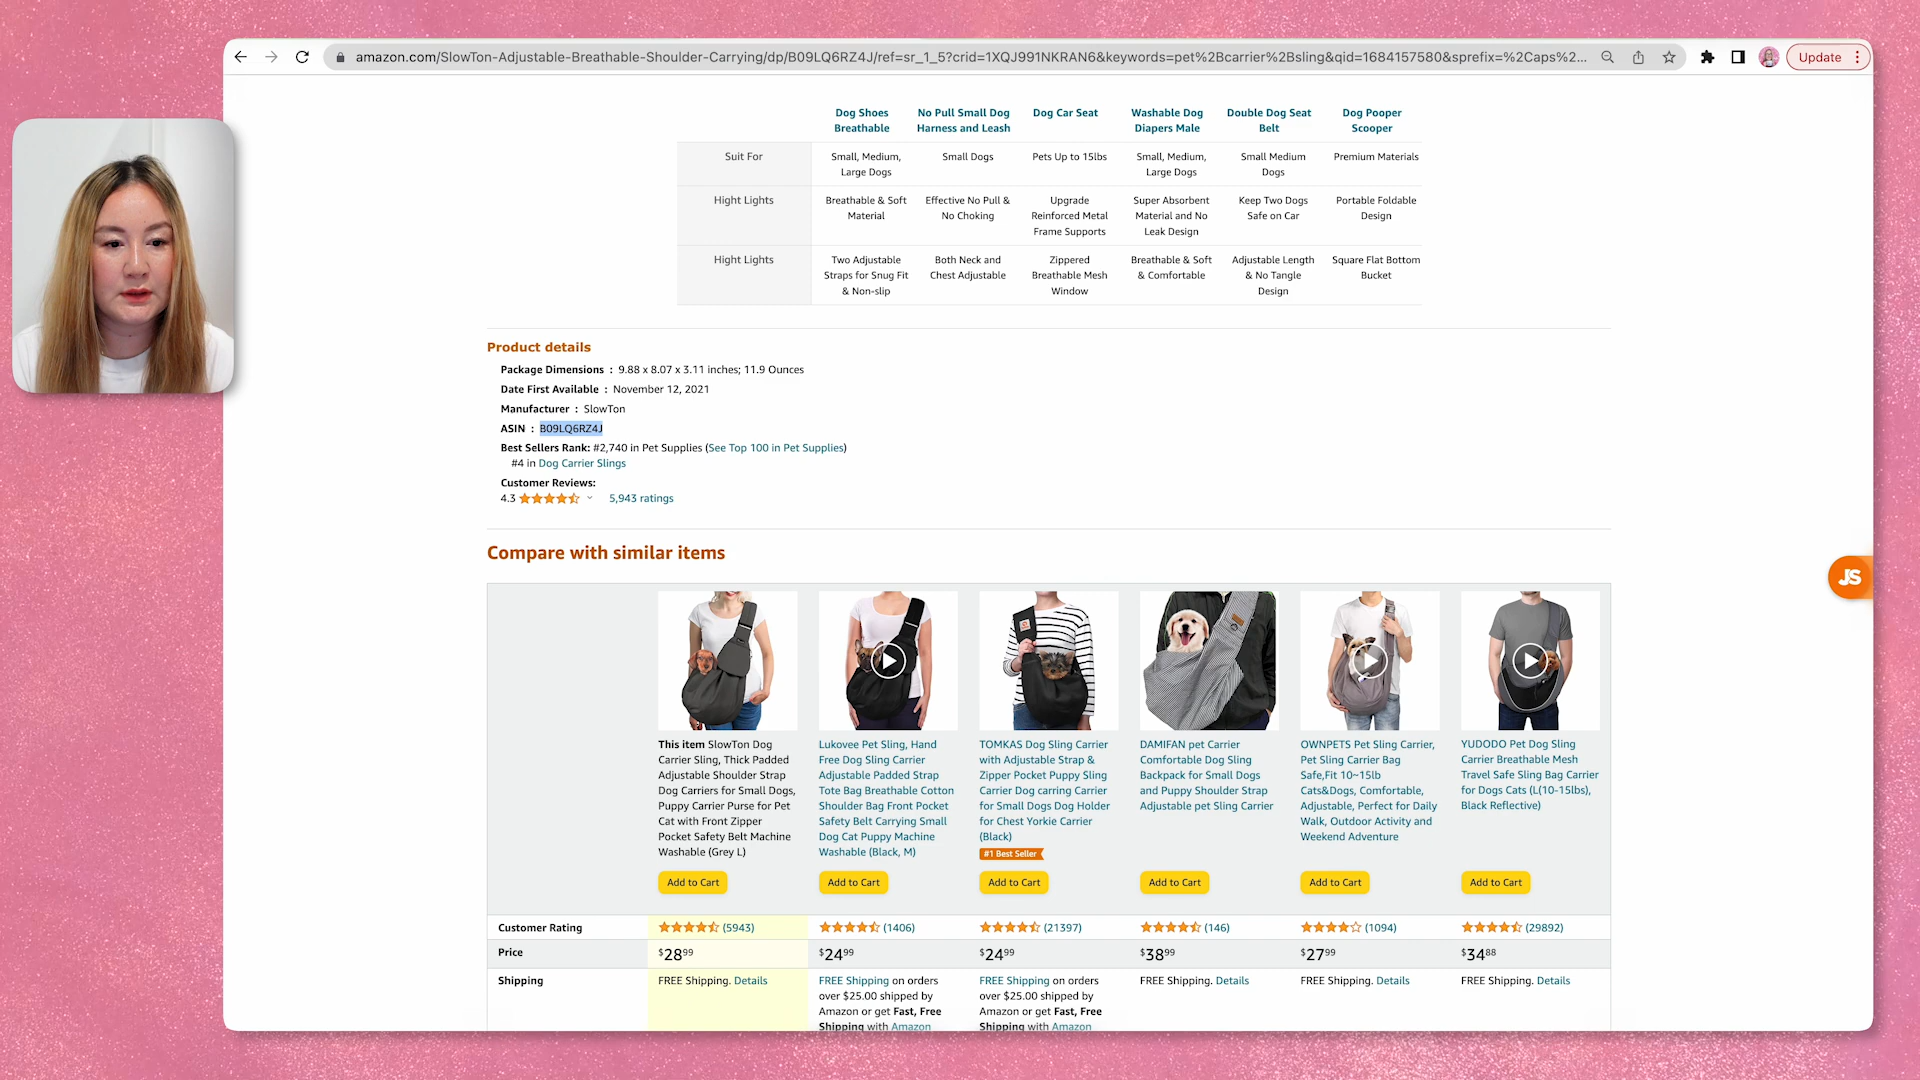 amazon.com/SlowTon-Adjustable-Breathable-Shoulder-Carrying/dp/B09LQ6RZ4J/ref=sr_1_5?crid=1XQJ991NKRAN6&keywords=pet%2Bcarrier%2Bsling&qid=1684157580&sprefix=%2Caps%2...
Update
Dog Shoes Breathable
No Pull Small Dog Harness and Leash
Dog Car Seat
Washable Dog Diapers Male
Double Dog Seat Belt
Dog Pooper Scooper
Suit For
Small, Medium, Large Dogs
Small Dogs
Pets Up to 15lbs
Small, Medium, Large Dogs
Small Medium Dogs
Premium Materials
Hight Lights
Breathable & Soft Material
Effective No Pull & No Choking
Upgrade Reinforced Metal Frame Supports
Super Absorbent Material and No Leak Design
Keep Two Dogs Safe on Car
Portable Foldable Design
Hight Lights
Two Adjustable Straps for Snug Fit & Non-slip
Both Neck and Chest Adjustable
Zippered Breathable Mesh Window
Breathable & Soft & Comfortable
Adjustable Length & No Tangle Design
Square Flat Bottom Bucket
Product details
Package Dimensions : 9.88 x 8.07 x 3.11 inches; 11.9 Ounces
Date First Available : November 12, 2021
Manufacturer : SlowTon
ASIN : B09LQ6RZ4J
Best Sellers Rank: #2,740 in Pet Supplies (See Top 100 in Pet Supplies)
#4 in Dog Carrier Slings
Customer Reviews:
4.3 5,943 ratings
JS
Compare with similar items
This item SlowTon Dog
Carrier Sling, Thick Padded
Adjustable Shoulder Strap
Dog Carriers for Small Dogs,
Puppy Carrier Purse for Pet
Cat with Front Zipper
Pocket Safety Belt Machine
Washable (Grey L)
Lukovee Pet Sling, Hand
Free Dog Sling Carrier
Adjustable Padded Strap
Tote Bag Breathable Cotton
Shoulder Bag Front Pocket
Safety Belt Carrying Small
Dog Cat Puppy Machine
Washable (Black, M)
TOMKAS Dog Sling Carrier
with Adjustable Strap &
Zipper Pocket Puppy Sling
Carrier Dog carring Carrier
for Small Dogs Dog Holder
for Chest Yorkie Carrier
(Black)
#1 Best Seller
DAMIFAN pet Carrier
Comfortable Dog Sling
Backpack for Small Dogs
and Puppy Shoulder Strap
Adjustable pet Sling Carrier
OWNPETS Pet Sling Carrier,
Pet Sling Carrier Bag
Safe,Fit 10~15lb
Cats&Dogs, Comfortable,
Adjustable, Perfect for Daily
Walk, Outdoor Activity and
Weekend Adventure
YUDODO Pet Dog Sling
Carrier Breathable Mesh
Travel Safe Sling Bag Carrier
for Dogs Cats (L(10-15lbs),
Black Reflective)
Add to Cart Add to Cart Add to Cart Add to Cart Add to Cart Add to Cart
Customer Rating (5943) (1406) (21397) (146) (1094) (29892)
Price $28.99 $24.99 $24.99 $38.99 $27.99 $34.88
Shipping
FREE Shipping. Details
FREE Shipping on orders
over $25.00 shipped by
Amazon or get Fast, Free
Shipping with Amazon
FREE Shipping on orders
over $25.00 shipped by
Amazon or get Fast, Free
Shipping with Amazon
FREE Shipping. Details
FREE Shipping. Details
FREE Shipping. Details